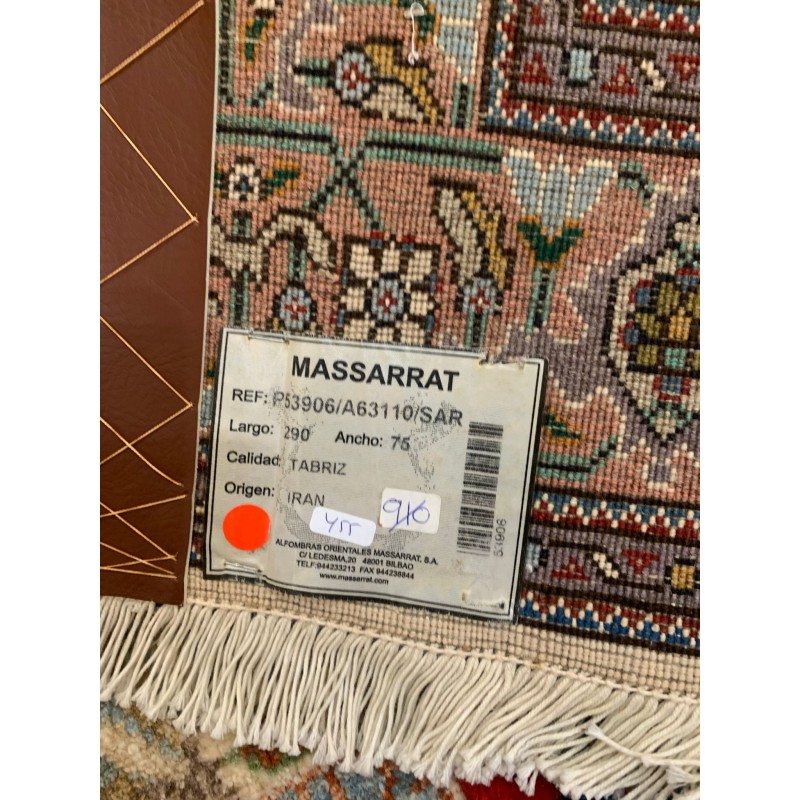 MASSARRAT
REF: P53906/A63110/SAR
Largo: 290 Ancho: 75
Calidad: TABRIZ
Origen: IRAN
910
455
ALFOMBRAS ORIENTALES MASSARRAT, S.A.
C/ LEDESMA,20 48001 BILBAO
TELF:944233213 FAX 944236844
www.massarrat.com
53906